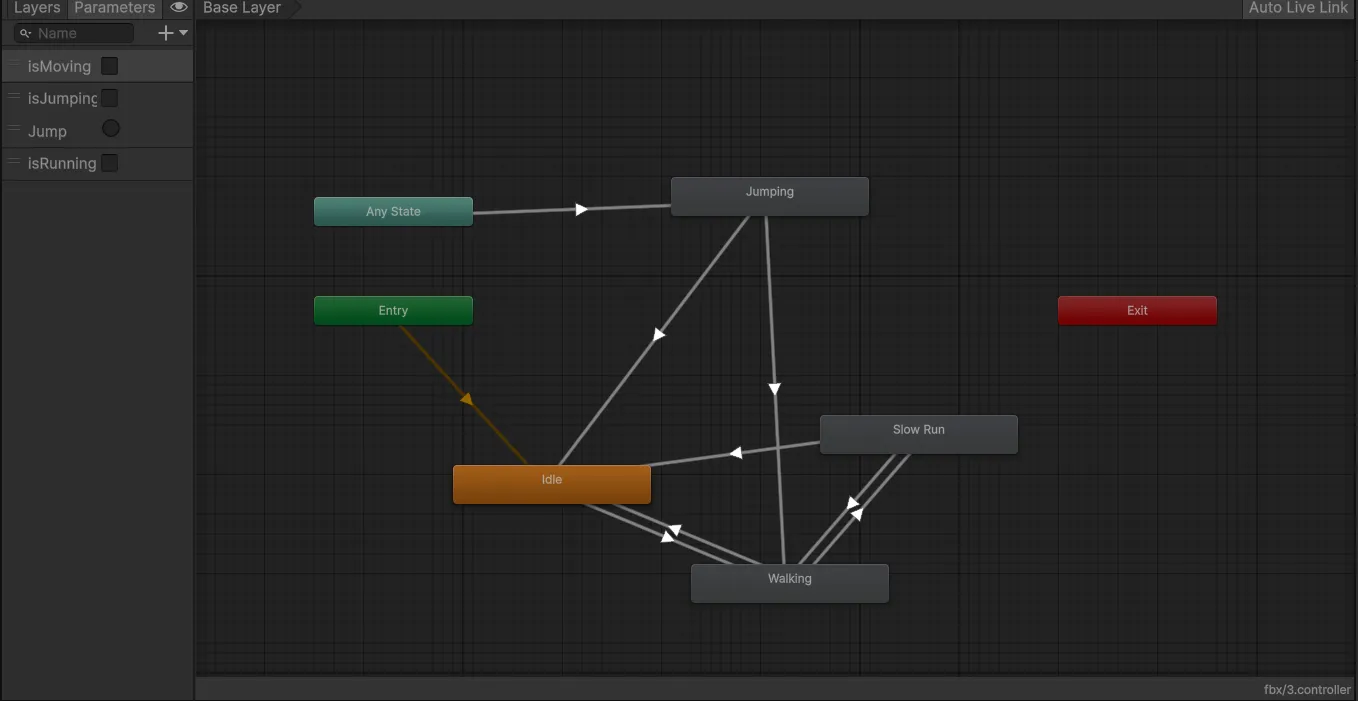 Layers Parameters Base Layer Auto Live Link
Name
isMoving
isJumping
Jump
isRunning
Jumping
Any State
Entry
Exit
Slow Run
Idle
Walking
fbx/3.controller